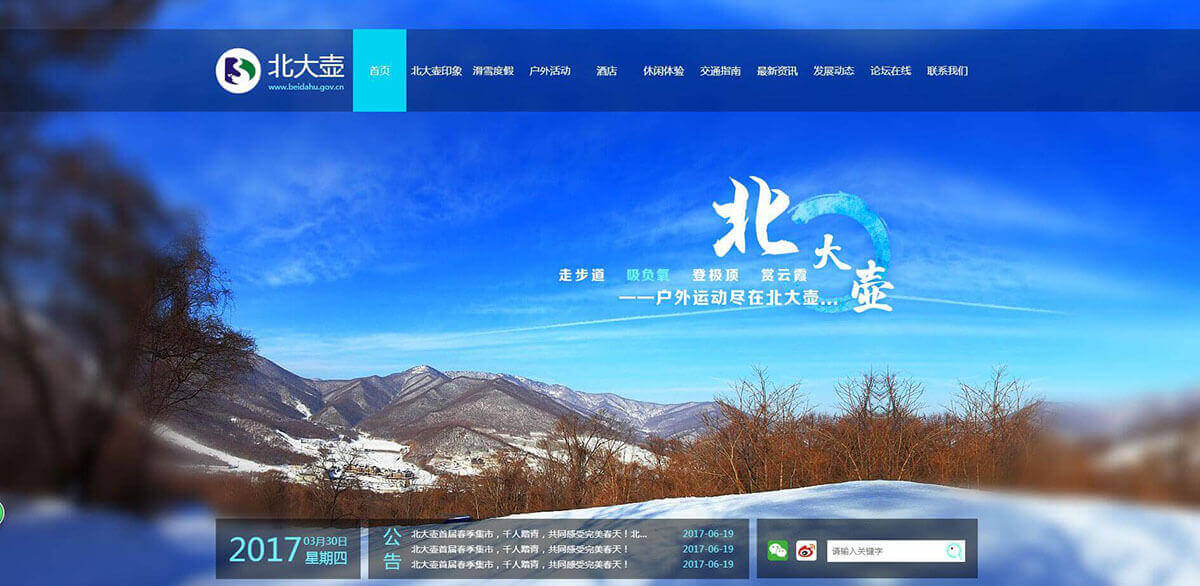 北大壶
www.beidahu.gov.cn
首页 北大壶印象 滑雪度假 户外活动 酒店 休闲体验 交通指南 最新资讯 发展动态 论坛在线 联系我们
北大壶
走步道 吸负氧 登极顶 赏云霞
——户外运动尽在北大壶...
2017 03月30日
星期四
公告
北大壶首届春季集市，千人踏青，共同感受完美春天！北... 2017-06-19
北大壶首届春季集市，千人踏青，共同感受完美春天！ 2017-06-19
北大壶首届春季集市，千人踏青，共同感受完美春天！ 2017-06-19
请输入关键字